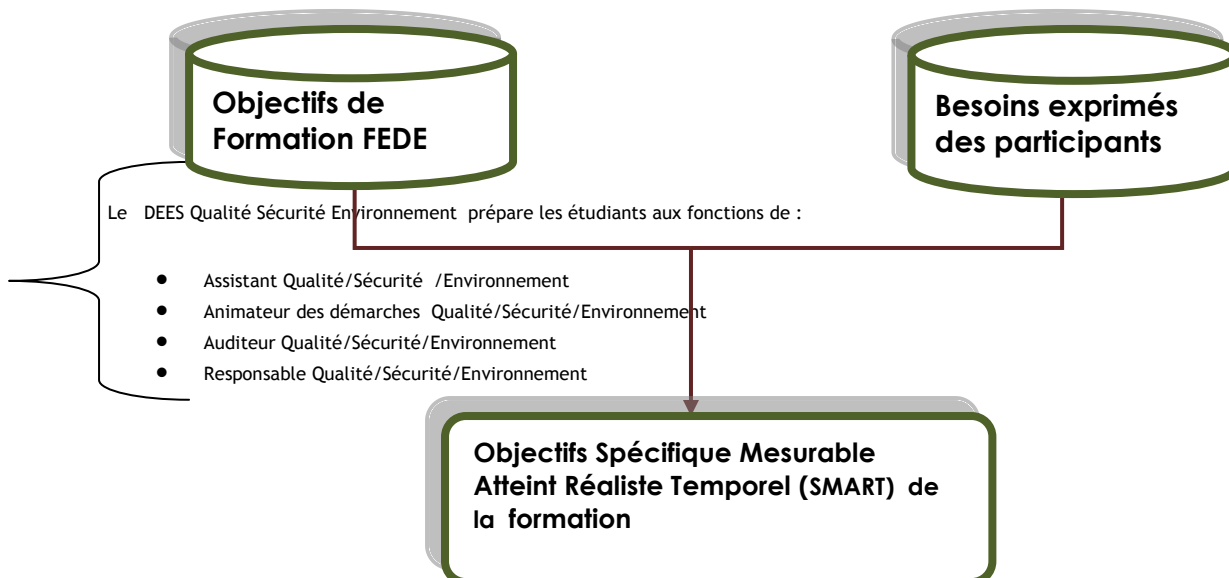 Objectifs de
Formation FEDE
Besoins exprimés
des participants
Le DEES Qualité Sécurité Environnement prépare les étudiants aux fonctions de :
● Assistant Qualité/Sécurité /Environnement
● Animateur des démarches Qualité/Sécurité/Environnement
● Auditeur Qualité/Sécurité/Environnement
● Responsable Qualité/Sécurité/Environnement
Objectifs Spécifique Mesurable
Atteint Réaliste Temporel (SMART) de
la formation